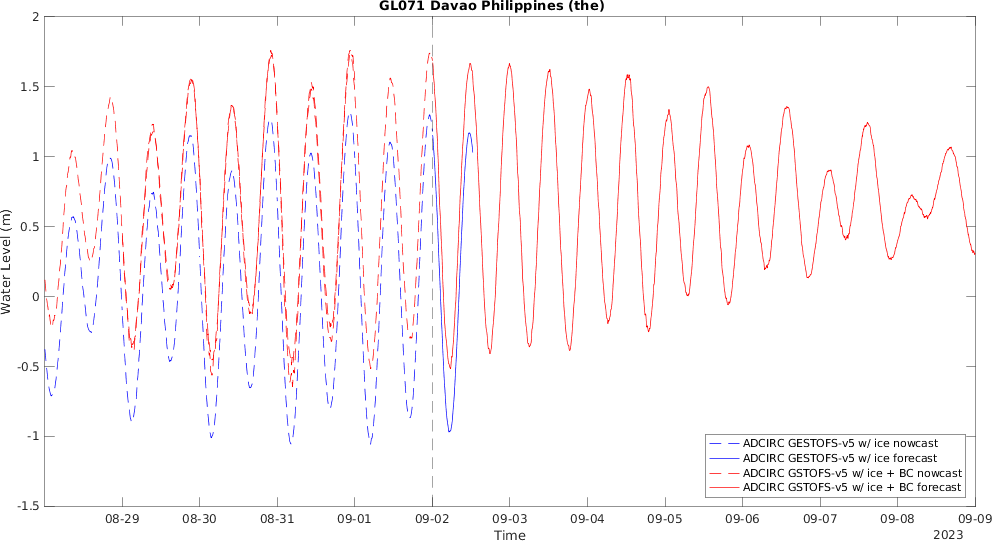 GL071 Davao Philippines (the)
2
1.5
1
0.5
0
-0.5
-1
-1.5
Water Level (m)
ADCIRC GESTOFS-v5 w/ ice nowcast
ADCIRC GESTOFS-v5 w/ ice forecast
ADCIRC GSTOFS-v5 w/ ice + BC nowcast
ADCIRC GSTOFS-v5 w/ ice + BC forecast
08-29 08-30 08-31 09-01 09-02 09-03 09-04 09-05 09-06 09-07 09-08 09-09
Time
2023